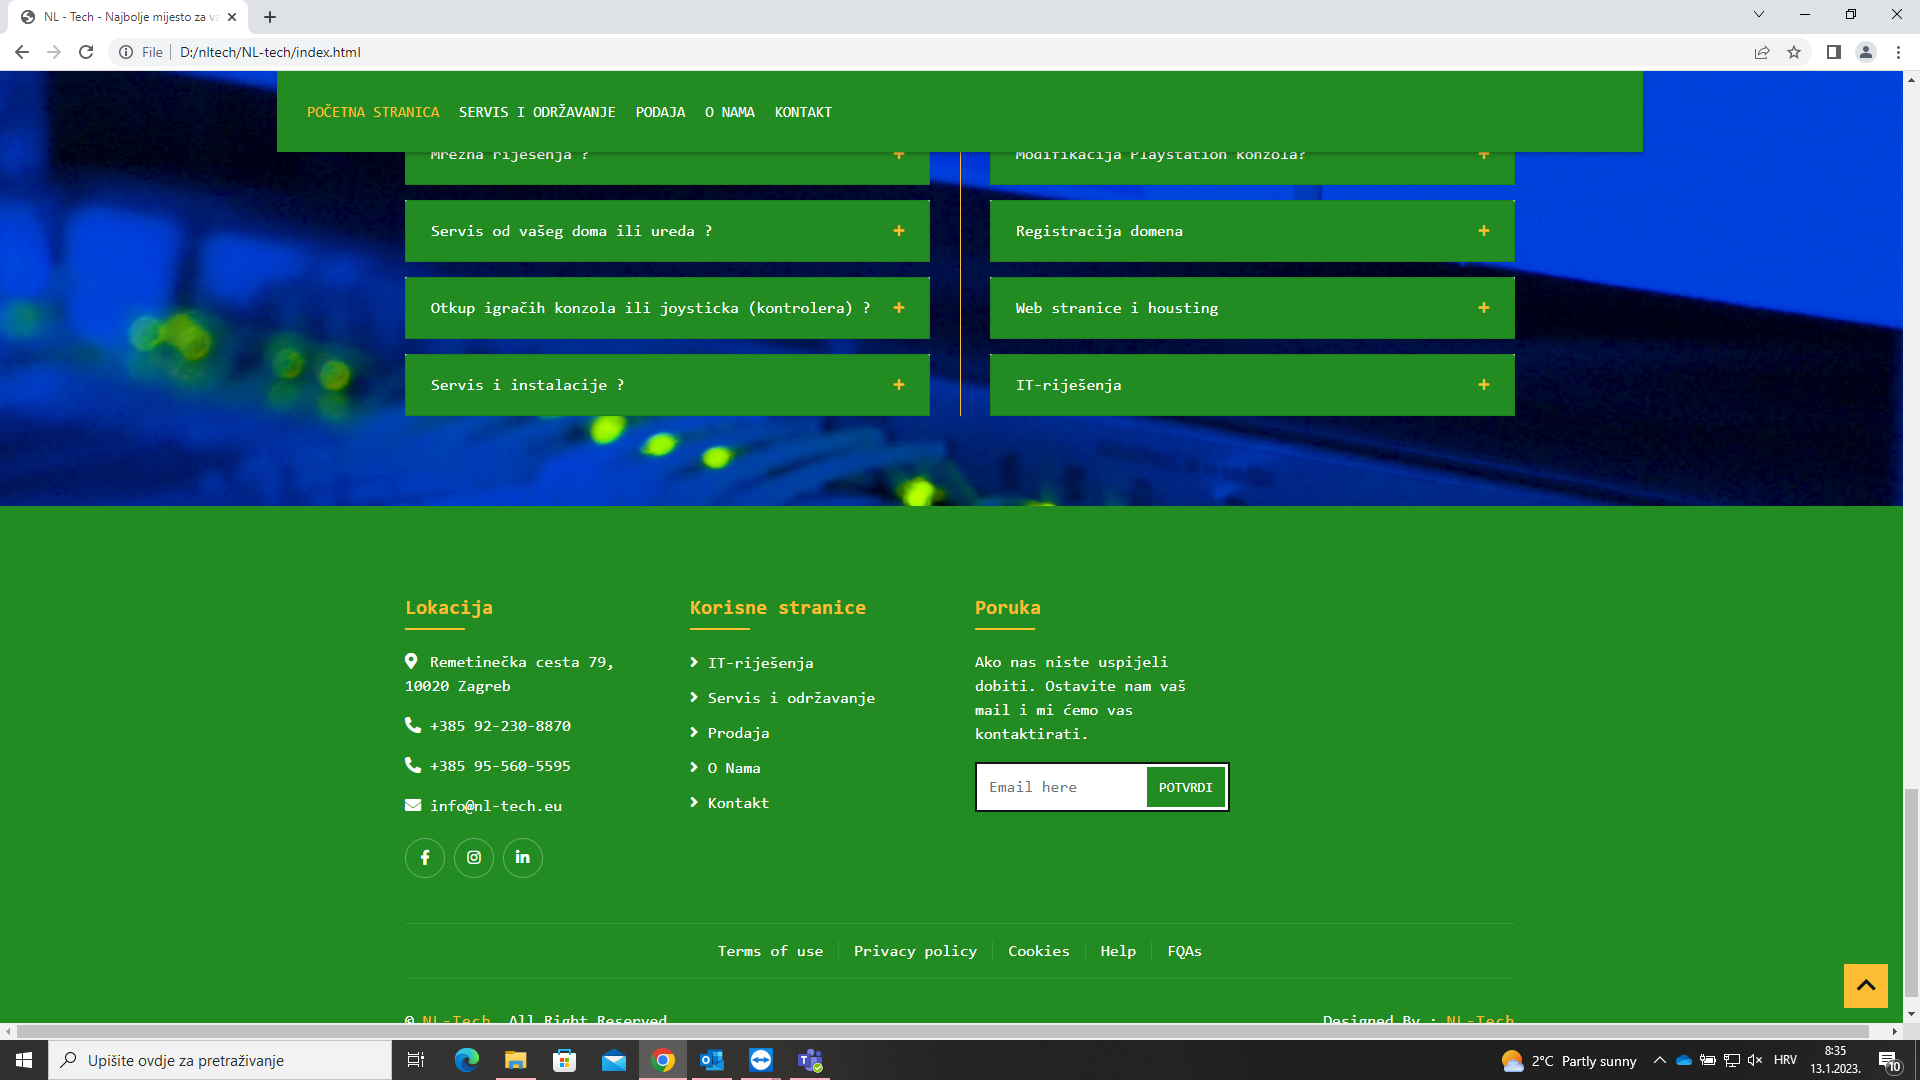 NL - Tech - Najbolje mijesto za va
File
D:/nltech/NL-tech/index.html
POČETNA STRANICA SERVIS I ODRŽAVANJE PODAJA O NAMA KONTAKT
Mrežna riješenja ?
Modifikacija Playstation konzola?
Servis od vašeg doma ili ureda ?
Registracija domena
Otkup igračih konzola ili joysticka (kontrolera) ?
Web stranice i housting
Servis i instalacije ?
IT-riješenja
Lokacija
Remetinečka cesta 79,
10020 Zagreb
+385 92-230-8870
+385 95-560-5595
info@nl-tech.eu
Korisne stranice
IT-riješenja
Servis i održavanje
Prodaja
O Nama
Kontakt
Poruka
Ako nas niste uspijeli
dobiti. Ostavite nam vaš
mail i mi ćemo vas
kontaktirati.
Email here
POTVRDI
Terms of use Privacy policy Cookies Help FQAs
© NL-Tech, All Right Reserved.
Designed By : NL-Tech
Upišite ovdje za pretraživanje
2°C Partly sunny
HRV
8:35
13.1.2023.
10